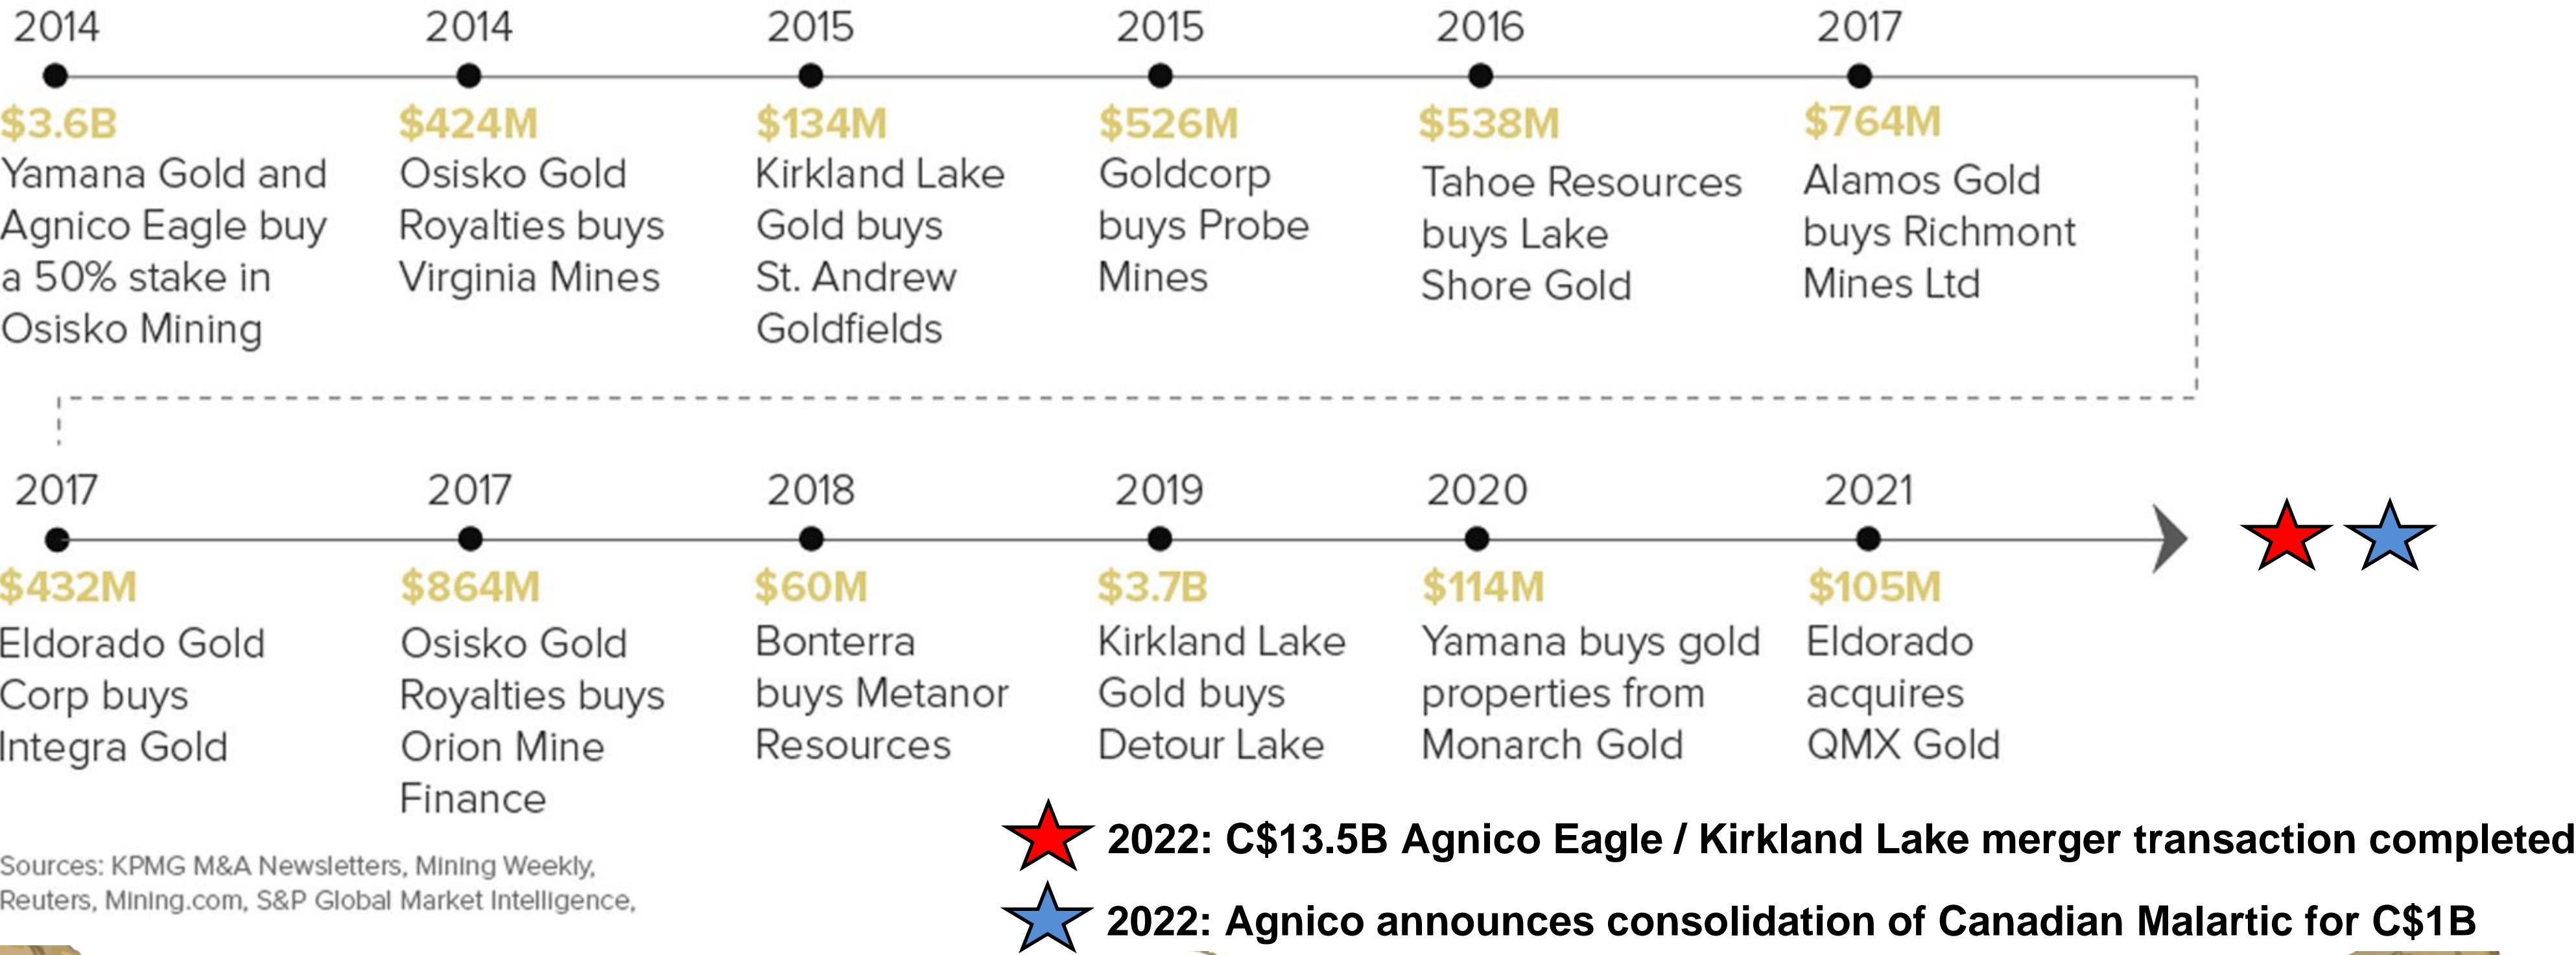 2014
$3.6B
Yamana Gold and
Agnico Eagle buy
a 50% stake in
Osisko Mining
2014
$424M
Osisko Gold
Royalties buys
Virginia Mines
2015
$134M
Kirkland Lake
Gold buys
St. Andrew
Goldfields
2015
$526M
Goldcorp
buys Probe
Mines
2016
$538M
Tahoe Resources
buys Lake
Shore Gold
2017
$764M
Alamos Gold
buys Richmont
Mines Ltd
2017
$432M
Eldorado Gold
Corp buys
Integra Gold
2017
$864M
Osisko Gold
Royalties buys
Orion Mine
Finance
2018
$60M
Bonterra
buys Metanor
Resources
2019
$3.7B
Kirkland Lake
Gold buys
Detour Lake
2020
$114M
Yamana buys gold
properties from
Monarch Gold
2021
$105M
Eldorado
acquires
QMX Gold
2022: C$13.5B Agnico Eagle / Kirkland Lake merger transaction completed
2022: Agnico announces consolidation of Canadian Malartic for C$1B
Sources: KPMG M&A Newsletters, Mining Weekly,
Reuters, Mining.com, S&P Global Market Intelligence,